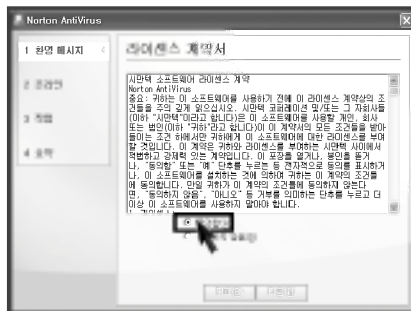 Norton AntiVirus
1 환영 메시지
라이센스 계약서
시만텍 소프트웨어 라이센스 계약
Norton AntiVirus
중요: 귀하는 이 소프트웨어를 사용하기 전에 이 라이센스 계약상의 조
건들을 주의 깊게 읽으십시오. 시만텍 코퍼레이션 및/또는 그 자회사들
(이하 "시만텍"이라고 합니다)은 이 소프트웨어를 사용할 개인, 회사
또는 법인(이하 "귀하"라고 합니다)이 이 계약서의 모든 조건들을 받아
들이는 조건 하에서만 귀하에게 이 소프트웨어에 대한 라이센스를 부여
할 것입니다. 이 계약은 귀하와 라이센스를 부여하는 시만텍 사이에서
적법하고 강제력 있는 계약입니다. 이 포장을 열거나, 봉인을 뜯거
나, "동의함" 또는 "예" 단추를 누르는 등 전자적으로 동의를 표시하거
나, 이 소프트웨어를 설치하는 것에 의하여 귀하는 이 계약의 조건들
에 동의합니다. 만일 귀하가 이 계약의 조건들에 동의하지 않는다
면, "동의하지 않음", "아니오" 등 거부를 의미하는 단추를 누르고 더
이상 이 소프트웨어를 사용하지 말아야 합니다.